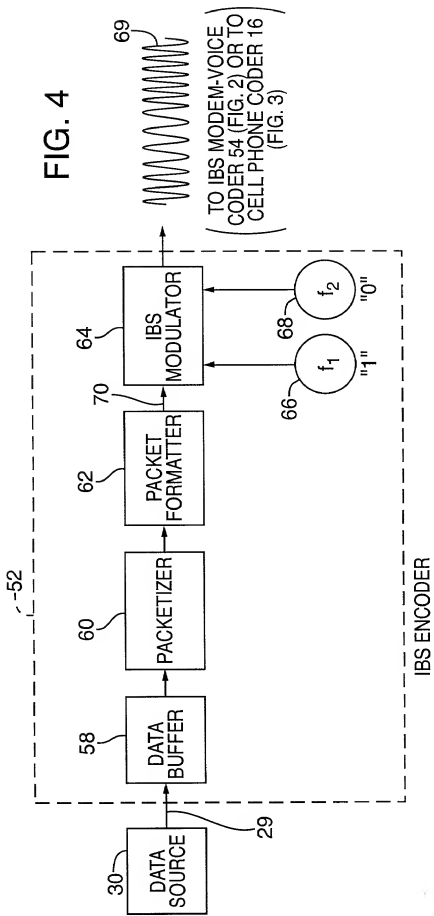 FIG. 4
69
TO IBS MODEM-VOICE
CODER 54 (FIG. 2) OR TO
CELL PHONE CODER 16
(FIG. 3)
52
30
DATA
SOURCE
29
58
DATA
BUFFER
60
PACKETIZER
62
PACKET
FORMATTER
70
64
IBS
MODULATOR
66
f1
"1"
68
f2
"0"
IBS ENCODER